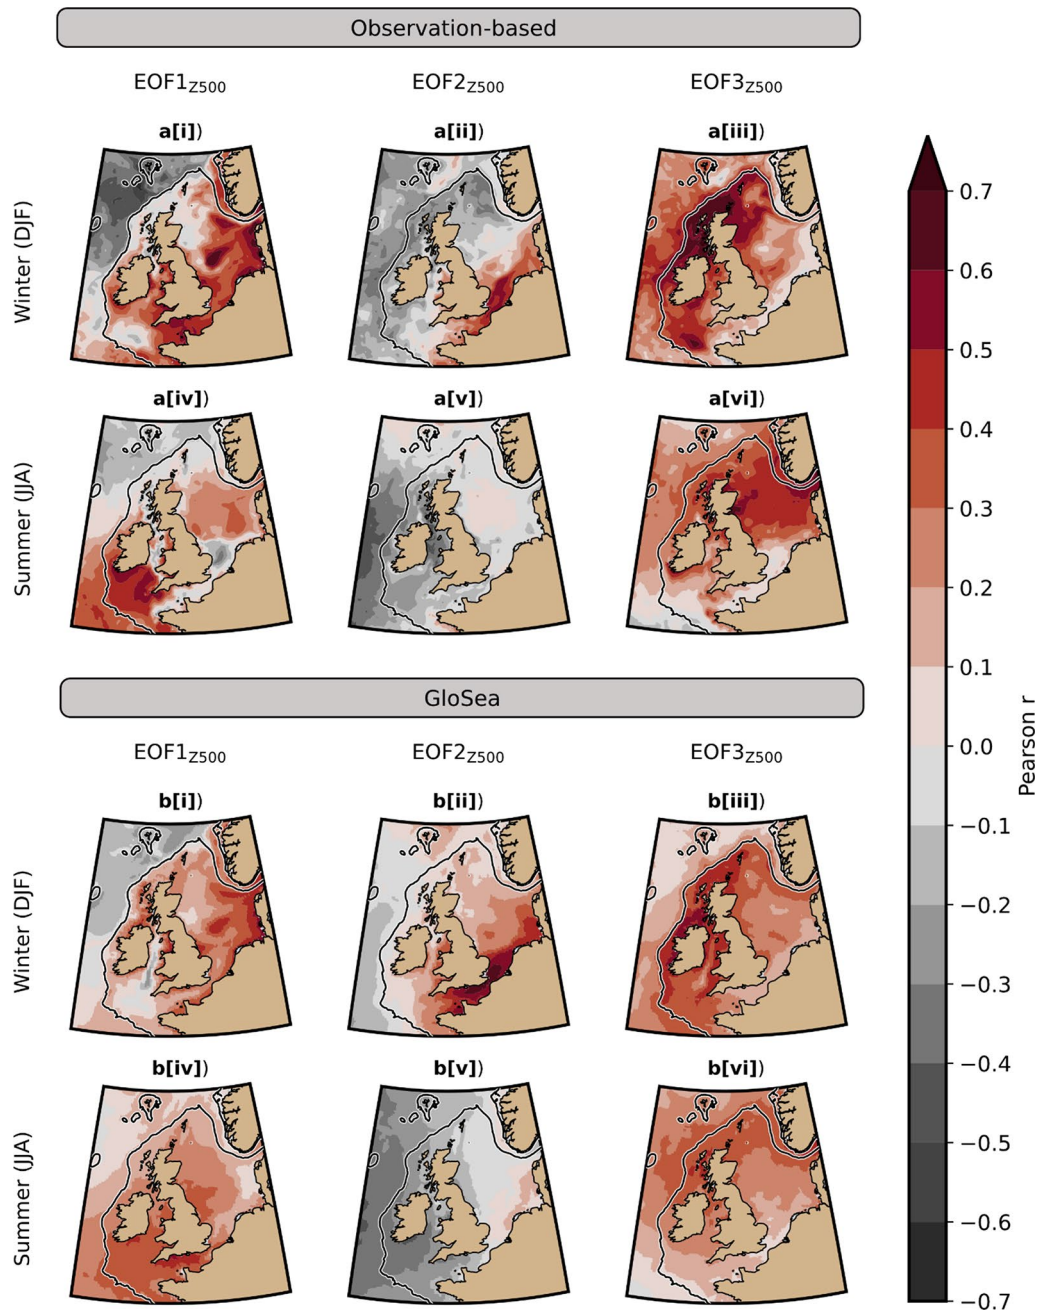 Observation-based
EOF1Z500 EOF2Z500 EOF3Z500
a[i]) a[ii]) a[iii])
Winter (DJF)
a[iv]) a[v]) a[vi])
Summer (JJA)
GloSea
EOF1Z500 EOF2Z500 EOF3Z500
b[i]) b[ii]) b[iii])
Winter (DJF)
b[iv]) b[v]) b[vi])
Summer (JJA)
0.7
0.6
0.5
0.4
0.3
0.2
0.1
0.0
−0.1
−0.2
−0.3
−0.4
−0.5
−0.6
−0.7
Pearson r